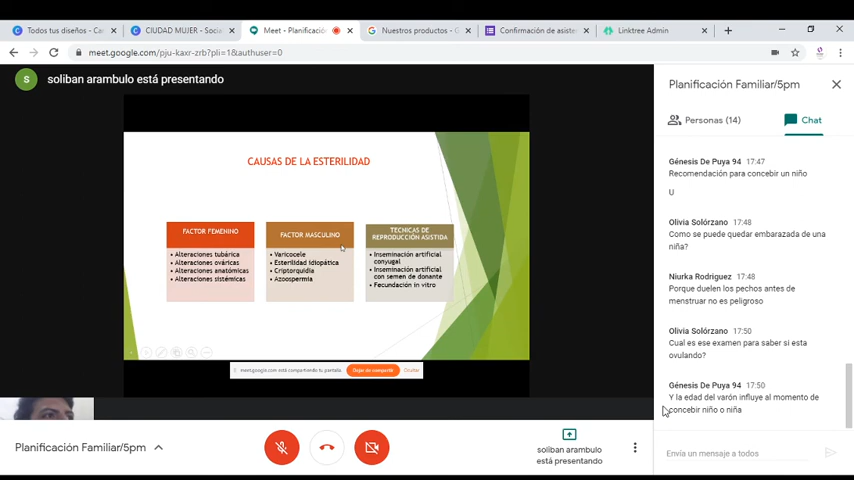 Todos tus diseños - Ca
CIUDAD MUJER - Socia
Meet - Planificación
Nuestros productos - G
Confirmación de asiste
Linktree Admin
meet.google.com/pju-kaxr-zrb?pli=1&authuser=0
S
soliban arambulo está presentando
Planificación Familiar/5pm
Personas (14)
Chat
CAUSAS DE LA ESTERILIDAD
FACTOR FEMENINO
• Alteraciones tubárica
• Alteraciones ováricas
• Alteraciones anatómicas
• Alteraciones sistémicas
FACTOR MASCULINO
• Varicocele
• Esterilidad idiopática
• Criptorquidia
• Azoospermia
TECNICAS DE
REPRODUCCIÓN ASISTIDA
• Inseminación artificial
conyugal
• Inseminación artificial
con semen de donante
• Fecundación in vitro
meet.google.com está compartiendo tu pantalla.
Dejar de compartir
Ocultar
Génesis De Puya 94 17:47
Recomendación para concebir un niño
U
Olivia Solórzano 17:48
Como se puede quedar embarazada de una
niña?
Niurka Rodriguez 17:48
Porque duelen los pechos antes de
menstruar no es peligroso
Olivia Solórzano 17:50
Cual es ese examen para saber si esta
ovulando?
Génesis De Puya 94 17:50
Y la edad del varón influye al momento de
concebir niño o niña
Envía un mensaje a todos
Planificación Familiar/5pm
soliban arambulo
está presentando